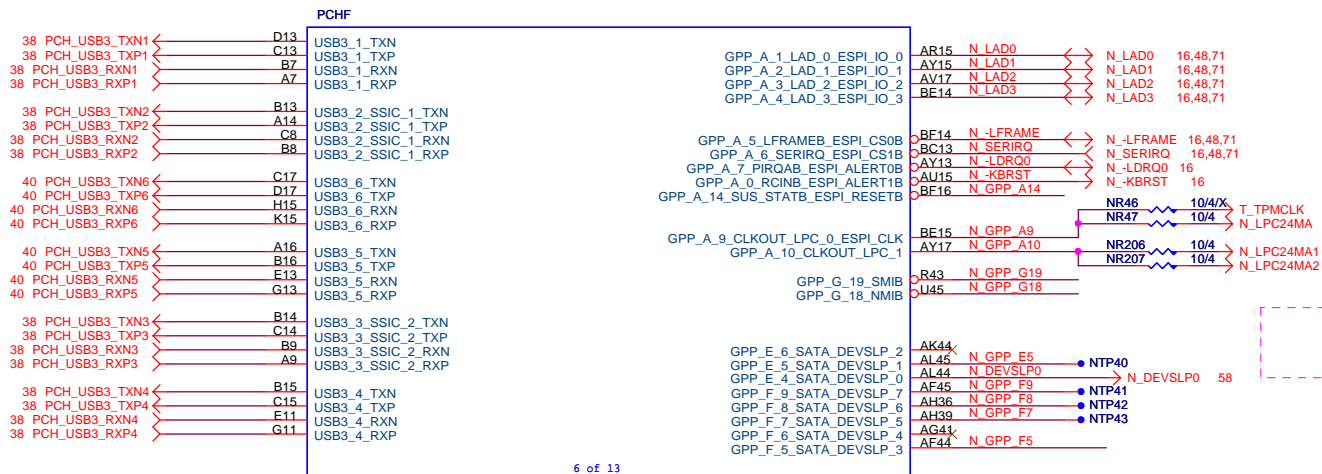 PCHF
38 PCH_USB3_TXN1 D13 USB3_1_TXN
38 PCH_USB3_TXP1 C13 USB3_1_TXP
38 PCH_USB3_RXN1 B7 USB3_1_RXN
38 PCH_USB3_RXP1 A7 USB3_1_RXP
38 PCH_USB3_TXN2 B13 USB3_2_SSIC_1_TXN
38 PCH_USB3_TXP2 A14 USB3_2_SSIC_1_TXP
38 PCH_USB3_RXN2 C8 USB3_2_SSIC_1_RXN
38 PCH_USB3_RXP2 B8 USB3_2_SSIC_1_RXP
40 PCH_USB3_TXN6 C17 USB3_6_TXN
40 PCH_USB3_TXP6 D17 USB3_6_TXP
40 PCH_USB3_RXN6 H15 USB3_6_RXN
40 PCH_USB3_RXP6 K15 USB3_6_RXP
40 PCH_USB3_TXN5 A16 USB3_5_TXN
40 PCH_USB3_TXP5 B16 USB3_5_TXP
40 PCH_USB3_RXN5 E13 USB3_5_RXN
40 PCH_USB3_RXP5 G13 USB3_5_RXP
38 PCH_USB3_TXN3 B14 USB3_3_SSIC_2_TXN
38 PCH_USB3_TXP3 C14 USB3_3_SSIC_2_TXP
38 PCH_USB3_RXN3 B9 USB3_3_SSIC_2_RXN
38 PCH_USB3_RXP3 A9 USB3_3_SSIC_2_RXP
38 PCH_USB3_TXN4 B15 USB3_4_TXN
38 PCH_USB3_TXP4 C15 USB3_4_TXP
38 PCH_USB3_RXN4 E11 USB3_4_RXN
38 PCH_USB3_RXP4 G11 USB3_4_RXP
GPP_A_1_LAD_0_ESPI_IO_0 AR15 N_LAD0 N_LAD0 16,48,71
GPP_A_2_LAD_1_ESPI_IO_1 AY15 N_LAD1 N_LAD1 16,48,71
GPP_A_3_LAD_2_ESPI_IO_2 AV17 N_LAD2 N_LAD2 16,48,71
GPP_A_4_LAD_3_ESPI_IO_3 BE14 N_LAD3 N_LAD3 16,48,71
GPP_A_5_LFRAMEB_ESPI_CS0B BF14 N_-LFRAME N_-LFRAME 16,48,71
GPP_A_6_SERIRQ_ESPI_CS1B BC13 N_SERIRQ N_SERIRQ 16,48,71
GPP_A_7_PIRQAB_ESPI_ALERT0B AY13 N_-LDRQ0 N_-LDRQ0 16
GPP_A_0_RCINB_ESPI_ALERT1B AU15 N_-KBRST N_-KBRST 16
GPP_A_14_SUS_STATB_ESPI_RESETB BF16 N_GPP_A14
NR46 10/4/X T_TPMCLK
NR47 10/4 N_LPC24MA
GPP_A_9_CLKOUT_LPC_0_ESPI_CLK BE15 N_GPP_A9
GPP_A_10_CLKOUT_LPC_1 AY17 N_GPP_A10 NR206 10/4 N_LPC24MA1
NR207 10/4 N_LPC24MA2
GPP_G_19_SMIB R43 N_GPP_G19
GPP_G_18_NMIB U45 N_GPP_G18
GPP_E_6_SATA_DEVSLP_2 AK44
GPP_E_5_SATA_DEVSLP_1 AL45 N_GPP_E5 NTP40
GPP_E_4_SATA_DEVSLP_0 AL44 N_DEVSLP0 N_DEVSLP0 58
GPP_F_9_SATA_DEVSLP_7 AF45 N_GPP_F9 NTP41
GPP_F_8_SATA_DEVSLP_6 AH36 N_GPP_F8 NTP42
GPP_F_7_SATA_DEVSLP_5 AH39 N_GPP_F7 NTP43
GPP_F_6_SATA_DEVSLP_4 AG41
GPP_F_5_SATA_DEVSLP_3 AF44 N_GPP_F5
6 of 13